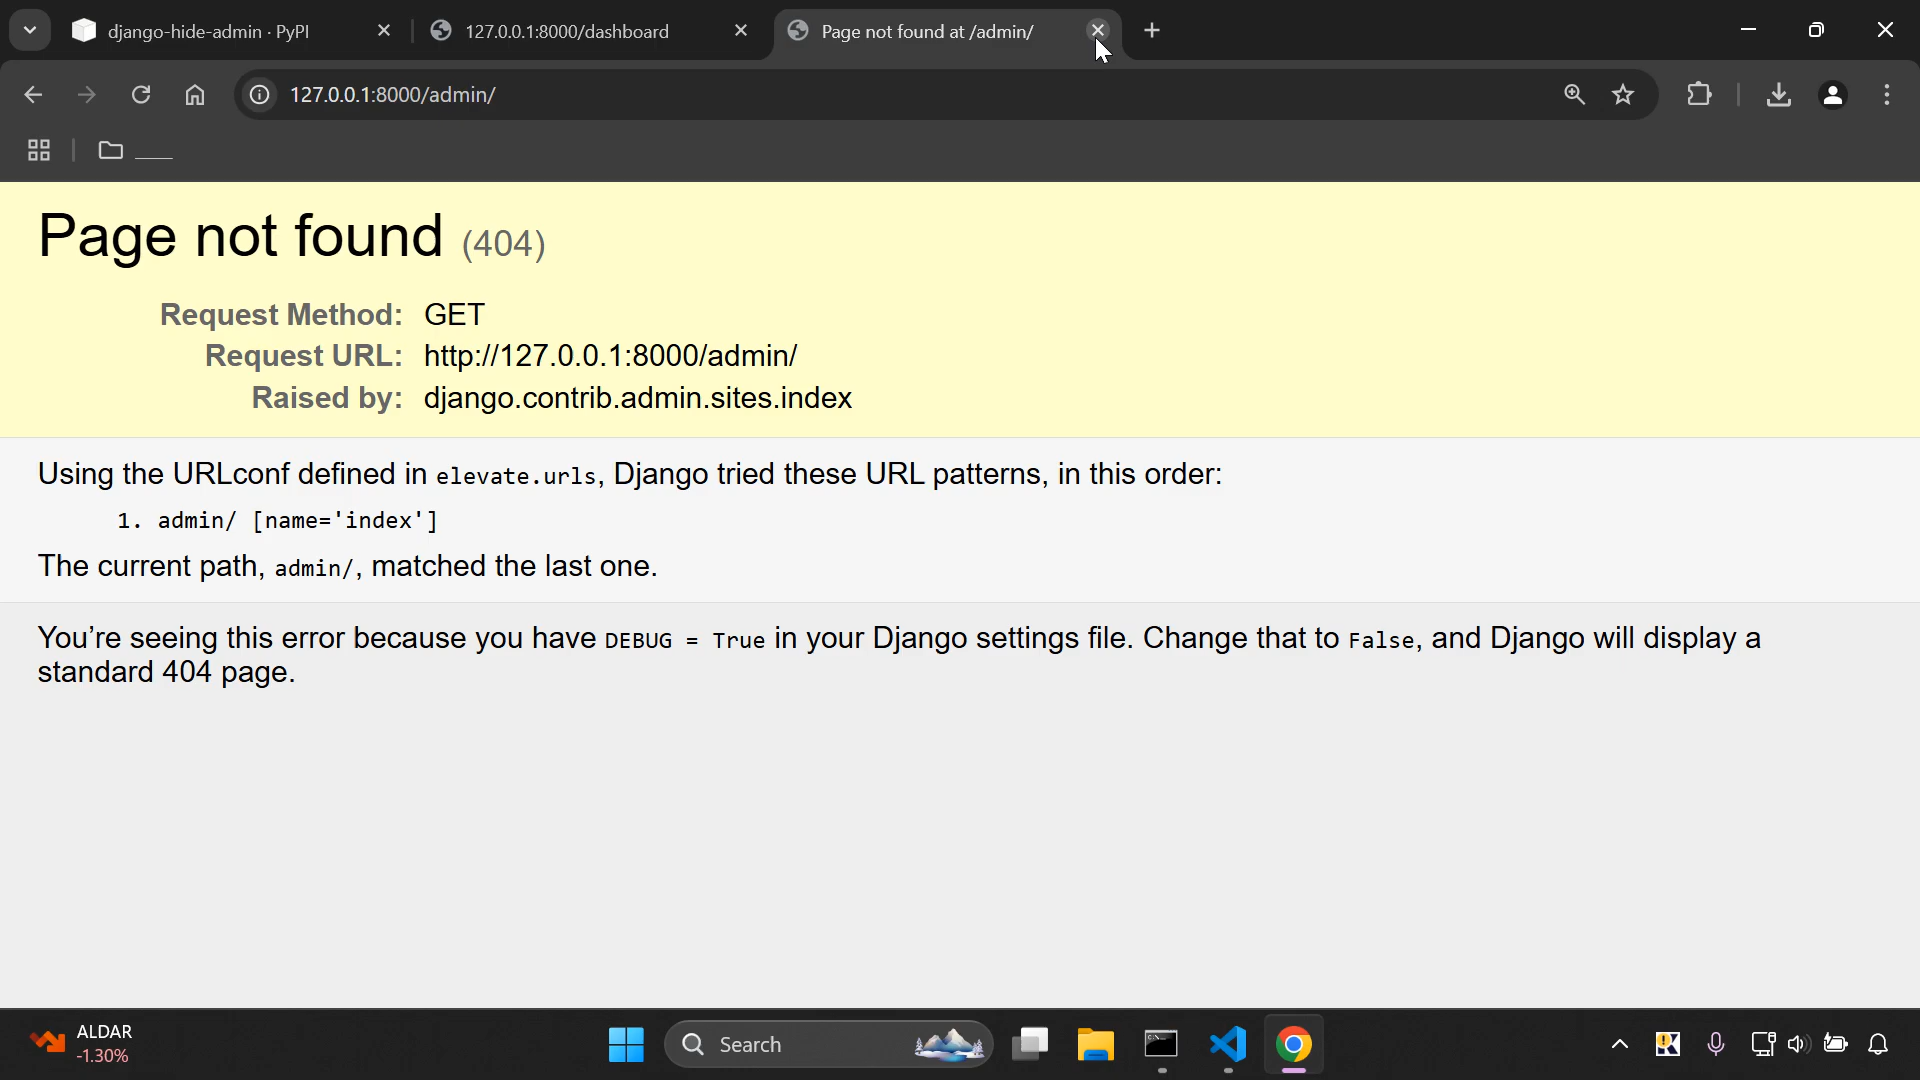 django-hide-admin · PyPI
127.0.0.1:8000/dashboard
Page not found at /admin/
127.0.0.1:8000/admin/
____
Page not found (404)
Request Method: GET
Request URL: http://127.0.0.1:8000/admin/
Raised by: django.contrib.admin.sites.index
Using the URLconf defined in elevate.urls, Django tried these URL patterns, in this order:
1. admin/ [name='index']
The current path, admin/, matched the last one.
You’re seeing this error because you have DEBUG = True in your Django settings file. Change that to False, and Django will display a
standard 404 page.
ALDAR
-1.30%
Search